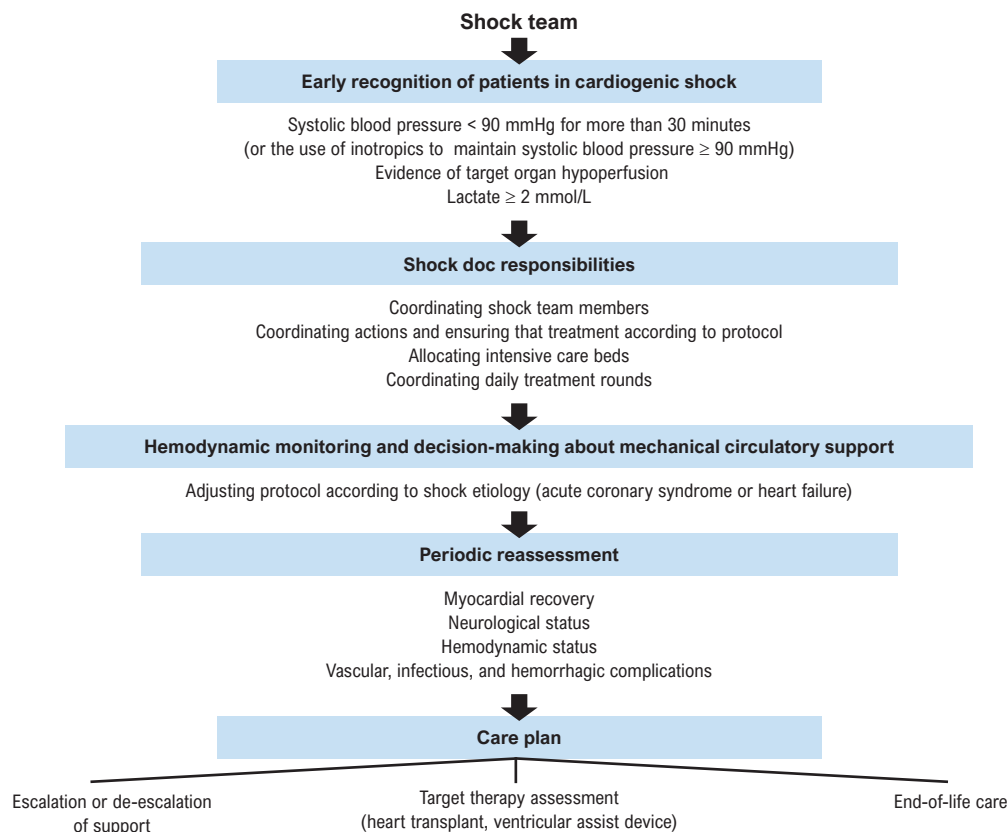 Shock team
Early recognition of patients in cardiogenic shock
Systolic blood pressure < 90 mmHg for more than 30 minutes
(or the use of inotropics to maintain systolic blood pressure ≥ 90 mmHg)
Evidence of target organ hypoperfusion
Lactate ≥ 2 mmol/L
Shock doc responsibilities
Coordinating shock team members
Coordinating actions and ensuring that treatment according to protocol
Allocating intensive care beds
Coordinating daily treatment rounds
Hemodynamic monitoring and decision-making about mechanical circulatory support
Adjusting protocol according to shock etiology (acute coronary syndrome or heart failure)
Periodic reassessment
Myocardial recovery
Neurological status
Hemodynamic status
Vascular, infectious, and hemorrhagic complications
Care plan
Escalation or de-escalation
of support
Target therapy assessment
(heart transplant, ventricular assist device)
End-of-life care